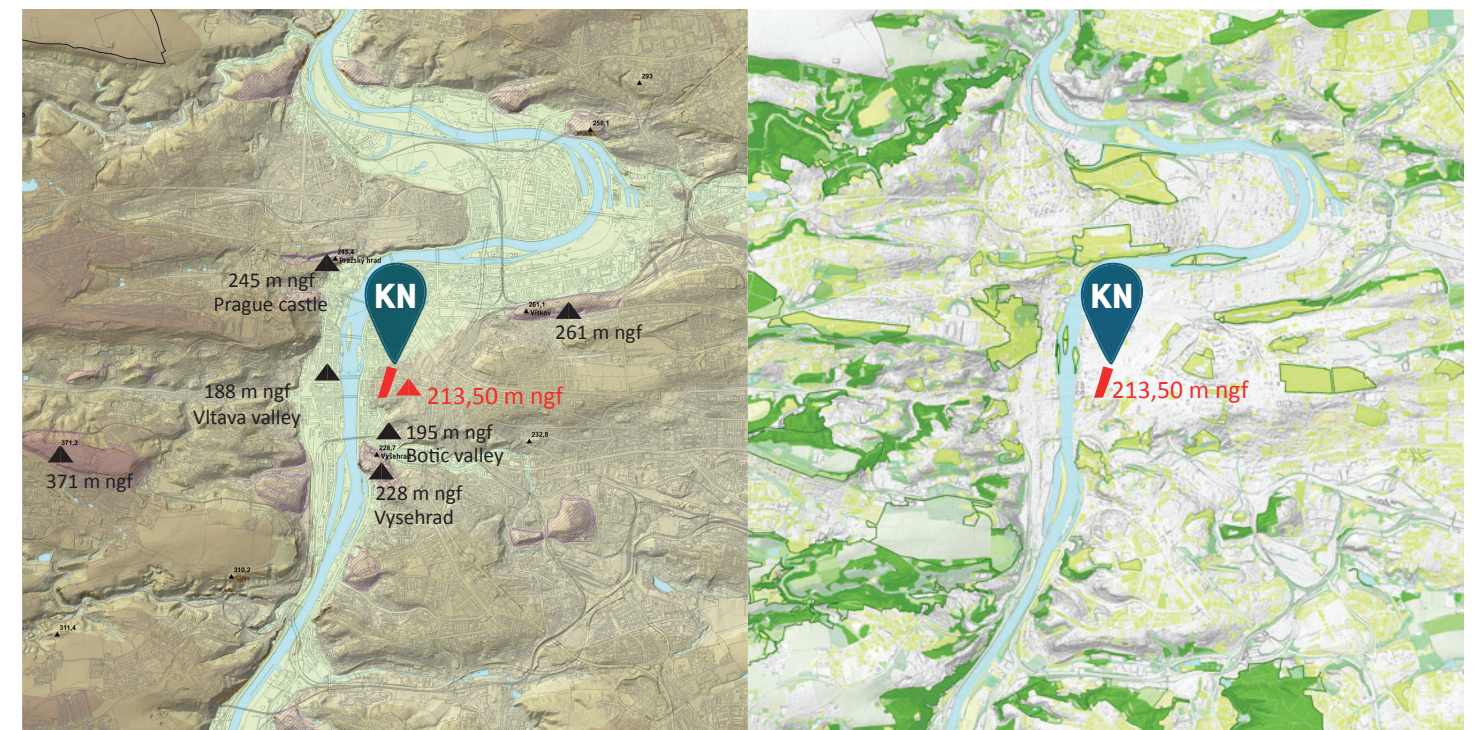 293
258,1
245,4
Pražský hrad
245 m ngf
Prague castle
KN
261,1
Vítkov
261 m ngf
188 m ngf
Vltava valley
213,50 m ngf
195 m ngf
Botic valley
232,8
228,7
Vyšehrad
371,2
371 m ngf
228 m ngf
Vysehrad
310,2
311,4
KN
213,50 m ngf